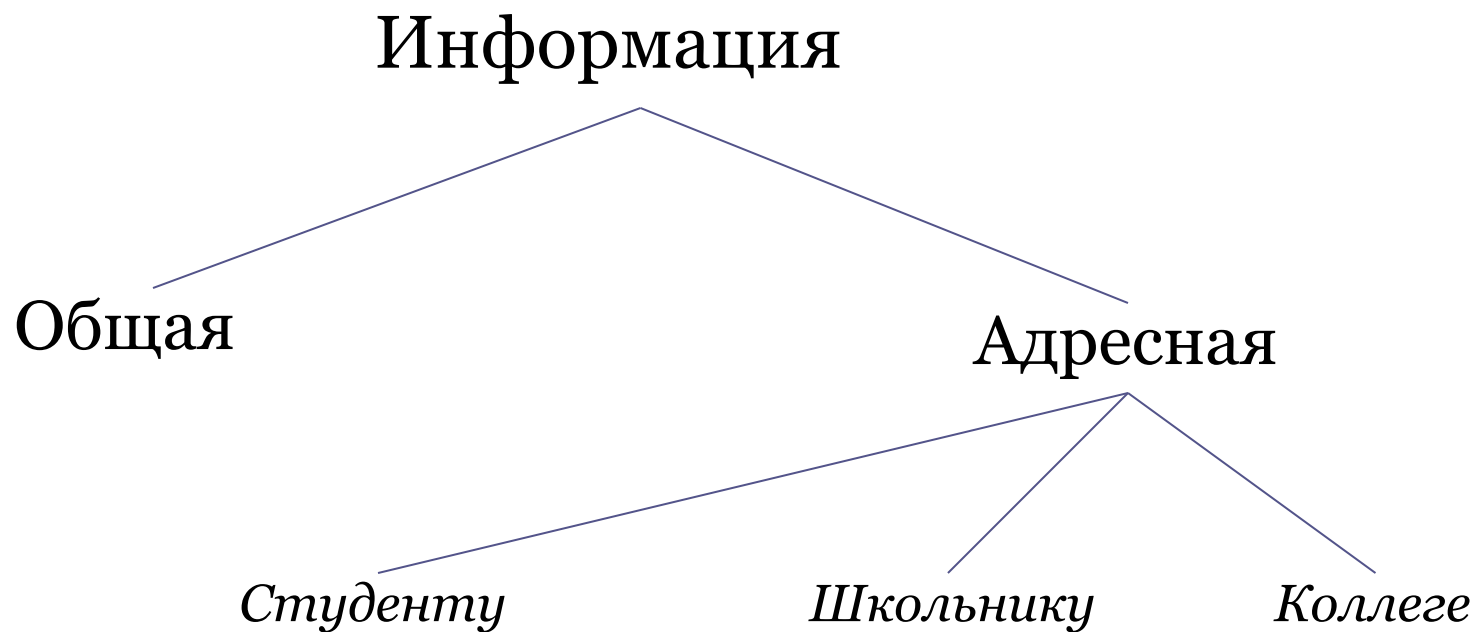 Информация
Общая
Адресная
Студенту
Школьнику
Коллеге